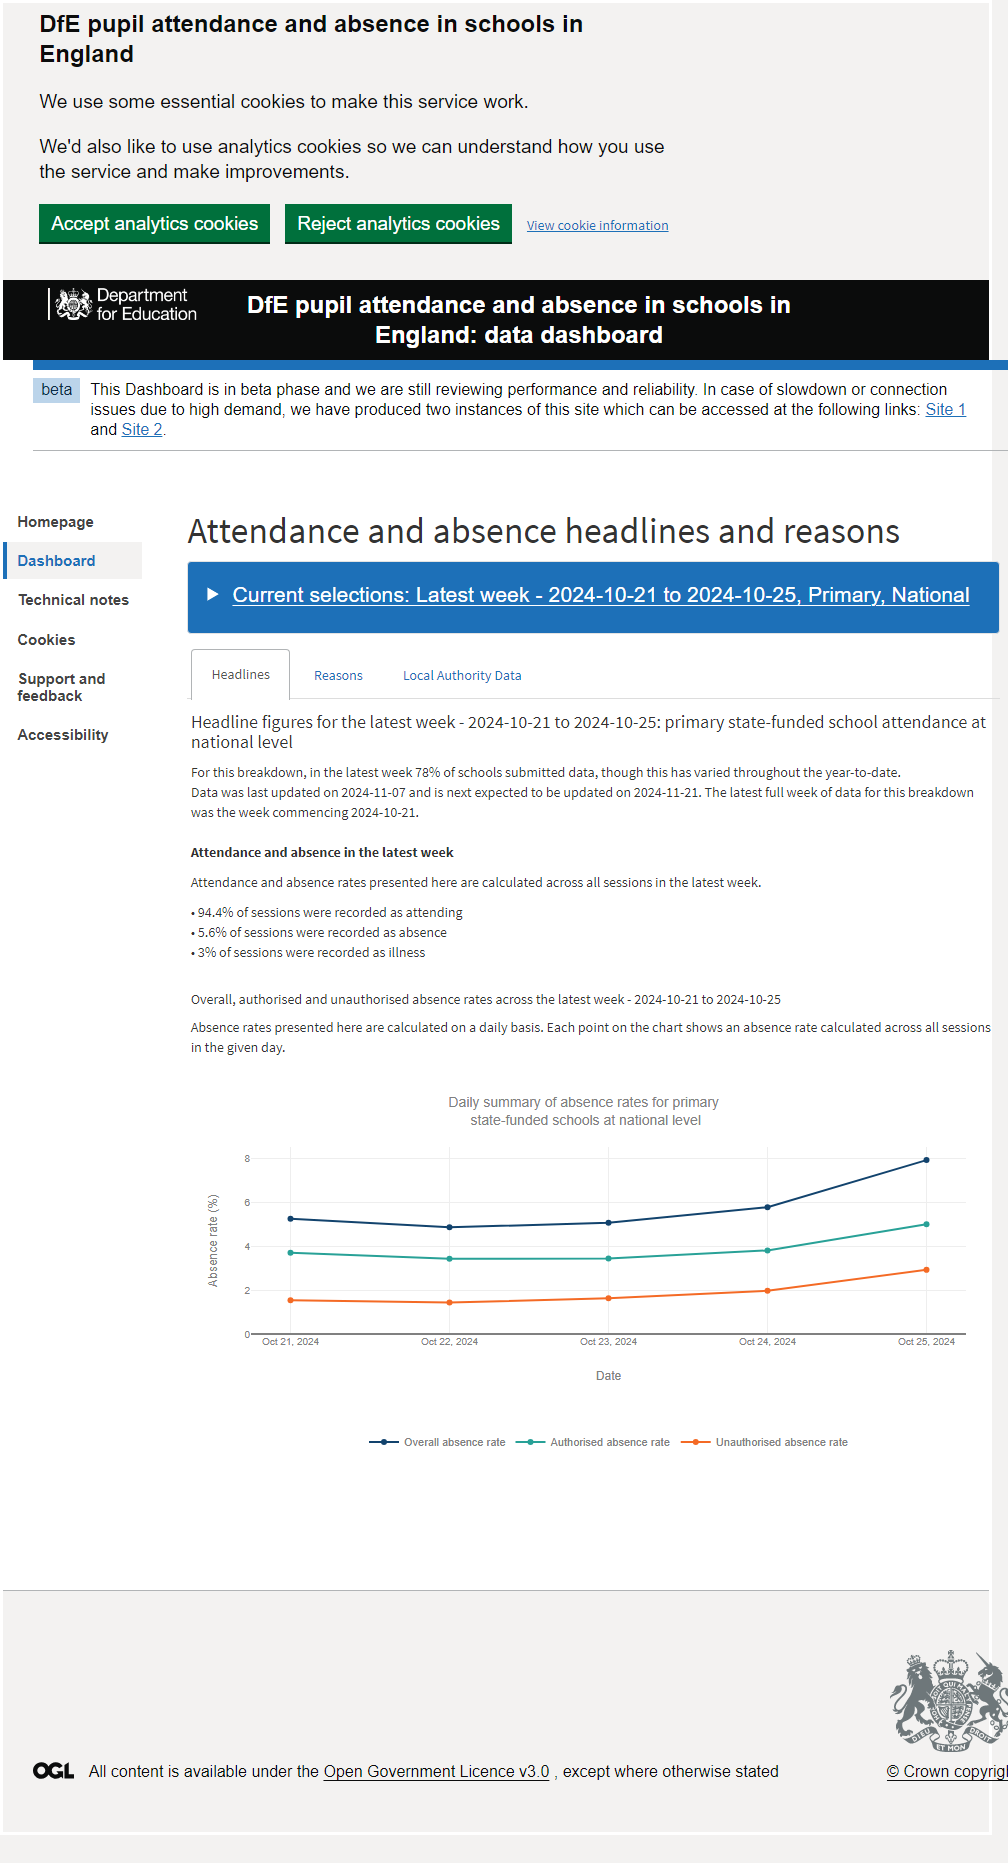 DfE pupil attendance and absence in schools in
England
We use some essential cookies to make this service work.
We'd also like to use analytics cookies so we can understand how you use
the service and make improvements.
Accept analytics cookies Reject analytics cookies View cookie information
Department
for Education
DfE pupil attendance and absence in schools in
England: data dashboard
beta This Dashboard is in beta phase and we are still reviewing performance and reliability. In case of slowdown or connection
issues due to high demand, we have produced two instances of this site which can be accessed at the following links: Site 1
and Site 2.
Homepage
Dashboard
Technical notes
Cookies
Support and
feedback
Accessibility
Attendance and absence headlines and reasons
Current selections: Latest week - 2024-10-21 to 2024-10-25, Primary, National
Headlines Reasons Local Authority Data
Headline figures for the latest week - 2024-10-21 to 2024-10-25: primary state-funded school attendance at
national level
For this breakdown, in the latest week 78% of schools submitted data, though this has varied throughout the year-to-date.
Data was last updated on 2024-11-07 and is next expected to be updated on 2024-11-21. The latest full week of data for this breakdown
was the week commencing 2024-10-21.
Attendance and absence in the latest week
Attendance and absence rates presented here are calculated across all sessions in the latest week.
• 94.4% of sessions were recorded as attending
• 5.6% of sessions were recorded as absence
• 3% of sessions were recorded as illness
Overall, authorised and unauthorised absence rates across the latest week - 2024-10-21 to 2024-10-25
Absence rates presented here are calculated on a daily basis. Each point on the chart shows an absence rate calculated across all sessions
in the given day.
Daily summary of absence rates for primary
state-funded schools at national level
Absence rate (%)
8
6
4
2
0
Oct 21, 2024 Oct 22, 2024 Oct 23, 2024 Oct 24, 2024 Oct 25, 2024
Date
Overall absence rate Authorised absence rate Unauthorised absence rate
DIEU ET MON DROIT
OGL All content is available under the Open Government Licence v3.0 , except where otherwise stated
© Crown copyrigh